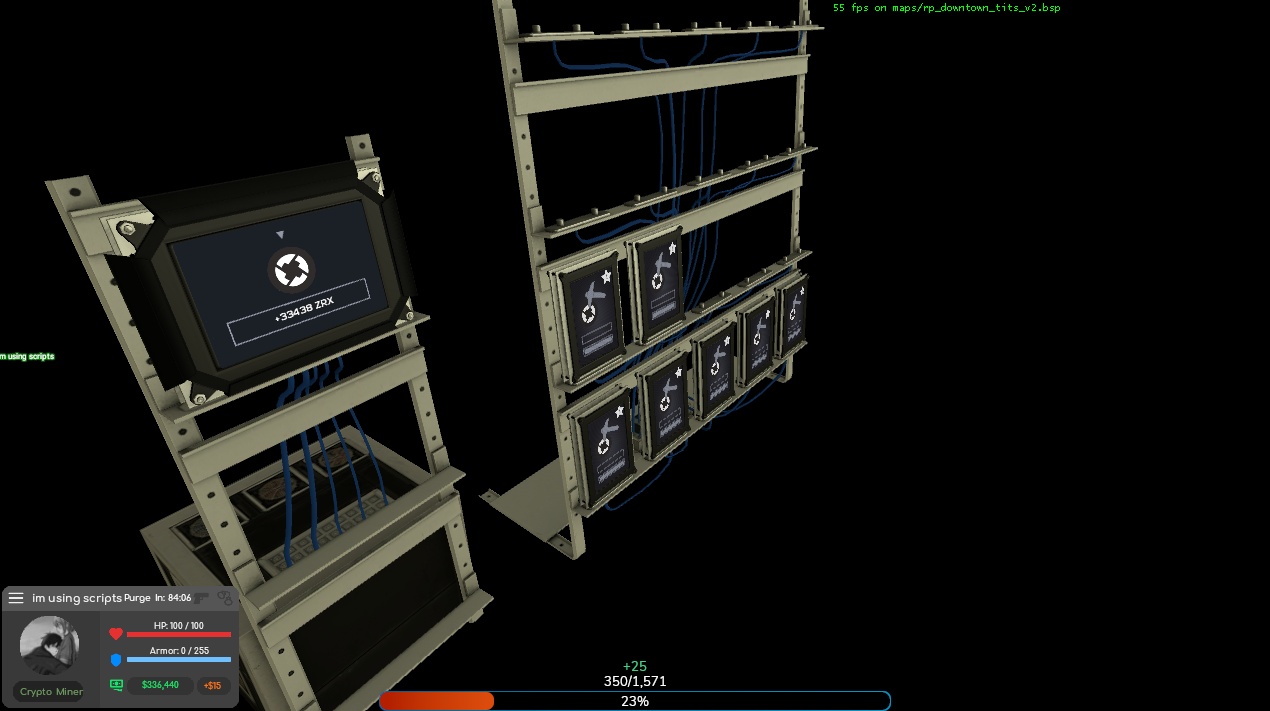 55 fps on maps/rp_downtown_tits_v2.bsp
+33438 ZRX
m using scripts
im using scripts Purge In: 84:06
HP: 100 / 100
Armor: 0 / 255
Crypto Miner
$336,440
+$15
+25
350/1,571
23%